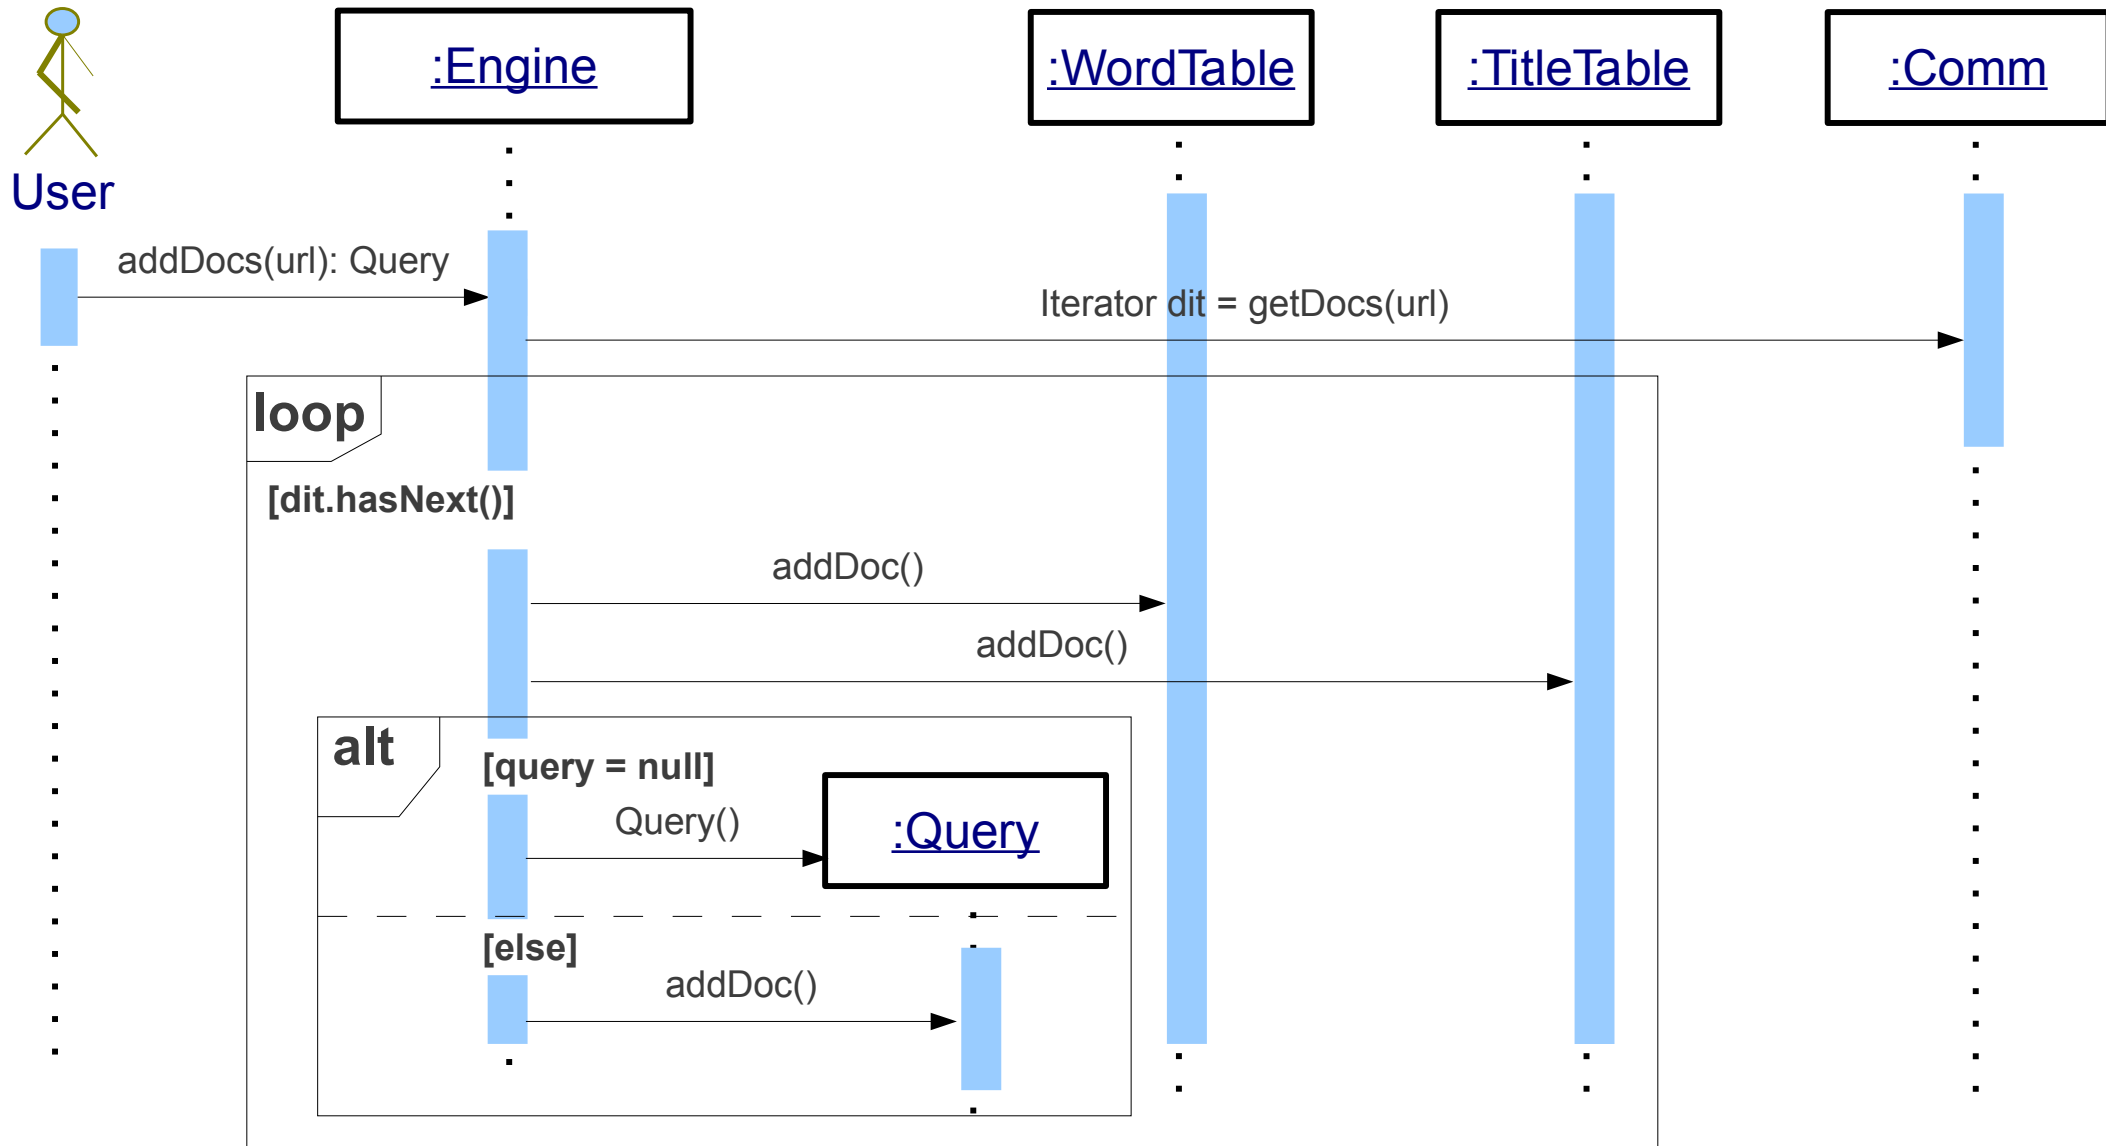 :Engine
:WordTable
:TitleTable
:Comm
User
addDocs(url): Query
Iterator dit = getDocs(url)
loop
[dit.hasNext()]
addDoc()
addDoc()
alt
[query = null]
Query()
:Query
[else]
addDoc()